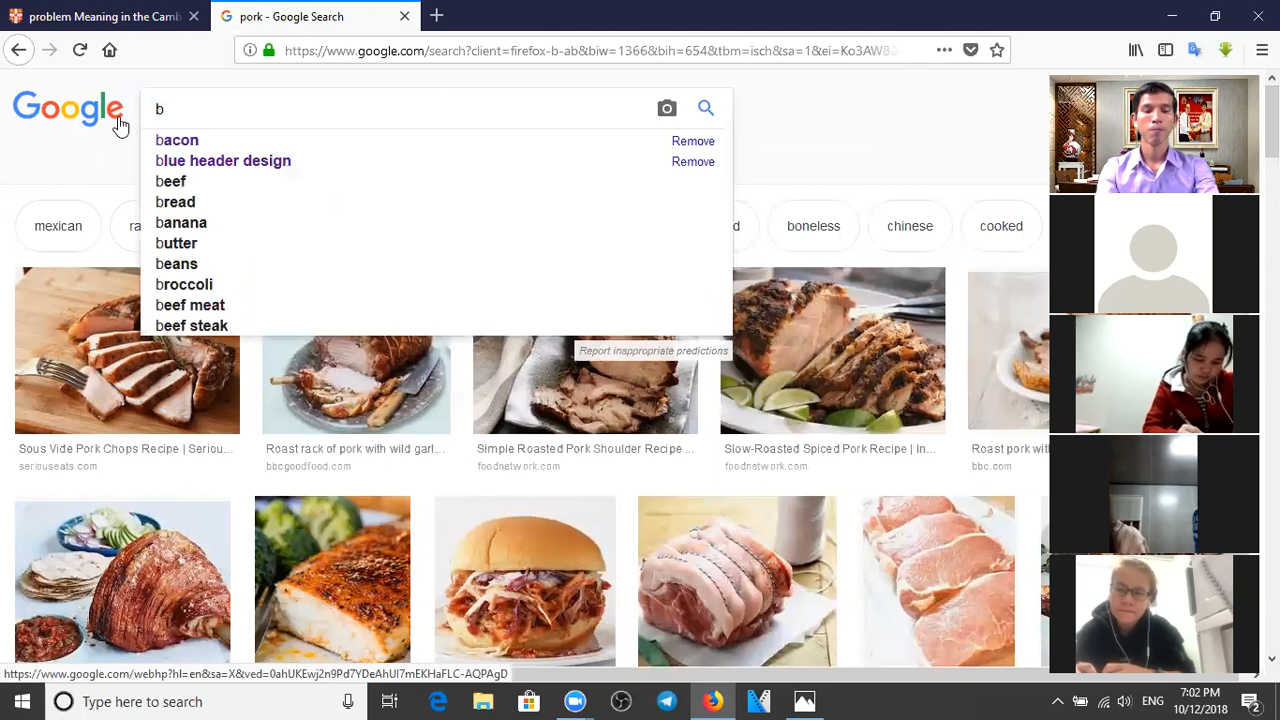 problem Meaning in the Camb
pork - Google Search
https://www.google.com/search?client=firefox-b-ab&biw=1366&bih=654&tbm=isch&sa=1&ei=Ko3AW82
Google
b
bacon Remove
blue header design Remove
beef
bread
banana
butter
beans
broccoli
beef meat
beef steak
Report inappropriate predictions
mexican ra d boneless chinese cooked
Sous Vide Pork Chops Recipe | Seriou...
seriouseats.com
Roast rack of pork with wild garl...
bbcgoodfood.com
Simple Roasted Pork Shoulder Recipe ...
foodnetwork.com
Slow-Roasted Spiced Pork Recipe | In...
foodnetwork.com
Roast pork with
bbc.com
https://www.google.com/webhp?hl=en&sa=X&ved=0ahUKEwj2n9Pd7YDeAhUI7mEKHaFLC-AQPAgD
Type here to search
ENG
7:02 PM
10/12/2018
2